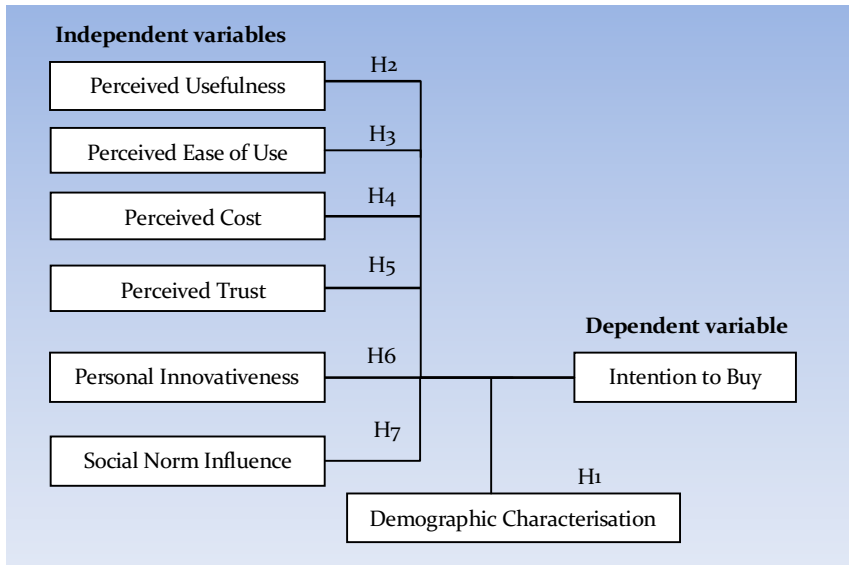 Independent variables
H2
Perceived Usefulness
H3
Perceived Ease of Use
H4
Perceived Cost
H5
Perceived Trust
Dependent variable
H6
Personal Innovativeness
Intention to Buy
H7
Social Norm Influence
H1
Demographic Characterisation